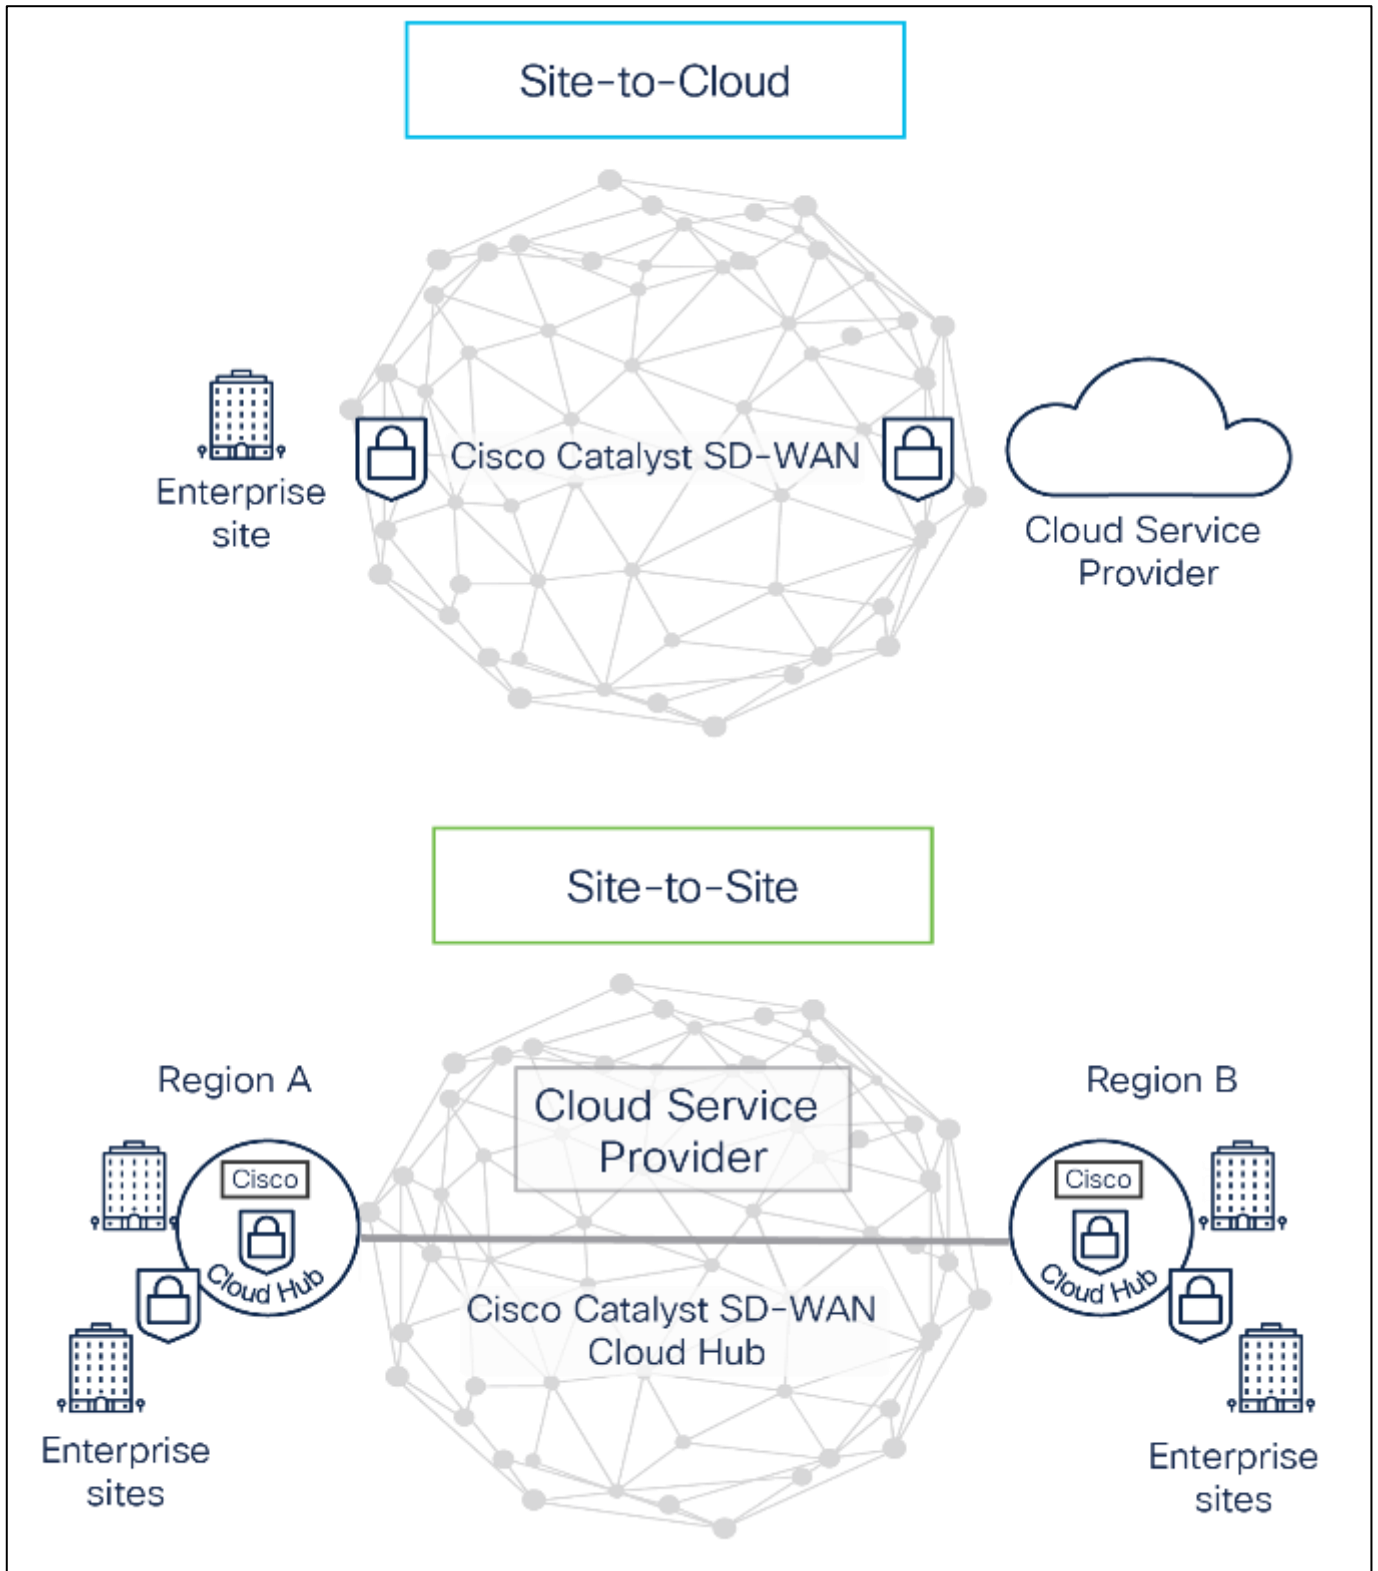 Site-to-Cloud
Cisco Catalyst SD-WAN
Enterprise
site
Cloud Service
Provider
Site-to-Site
Region A
Region B
Cloud Service
Provider
Cisco
Cloud Hub
Cisco
Cloud Hub
Cisco Catalyst SD-WAN
Cloud Hub
Enterprise
sites
Enterprise
sites